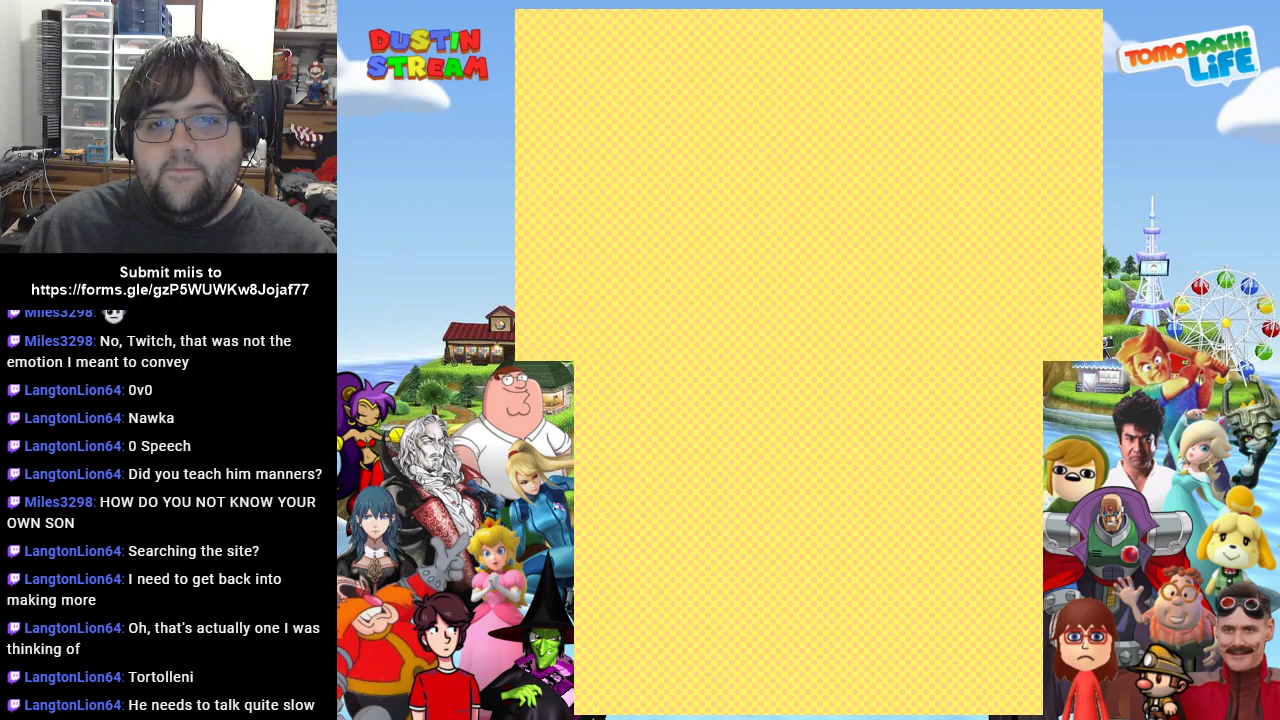 DUSTIN
STREAM
TOMODACHI
LiFE
Submit miis to
https://forms.gle/gzP5WUWKw8Jojaf77
Miles3298:
Miles3298: No, Twitch, that was not the
emotion I meant to convey
LangtonLion64: 0v0
LangtonLion64: Nawka
LangtonLion64: 0 Speech
LangtonLion64: Did you teach him manners?
Miles3298: HOW DO YOU NOT KNOW YOUR
OWN SON
LangtonLion64: Searching the site?
LangtonLion64: I need to get back into
making more
LangtonLion64: Oh, that's actually one I was
thinking of
LangtonLion64: Tortolleni
LangtonLion64: He needs to talk quite slow